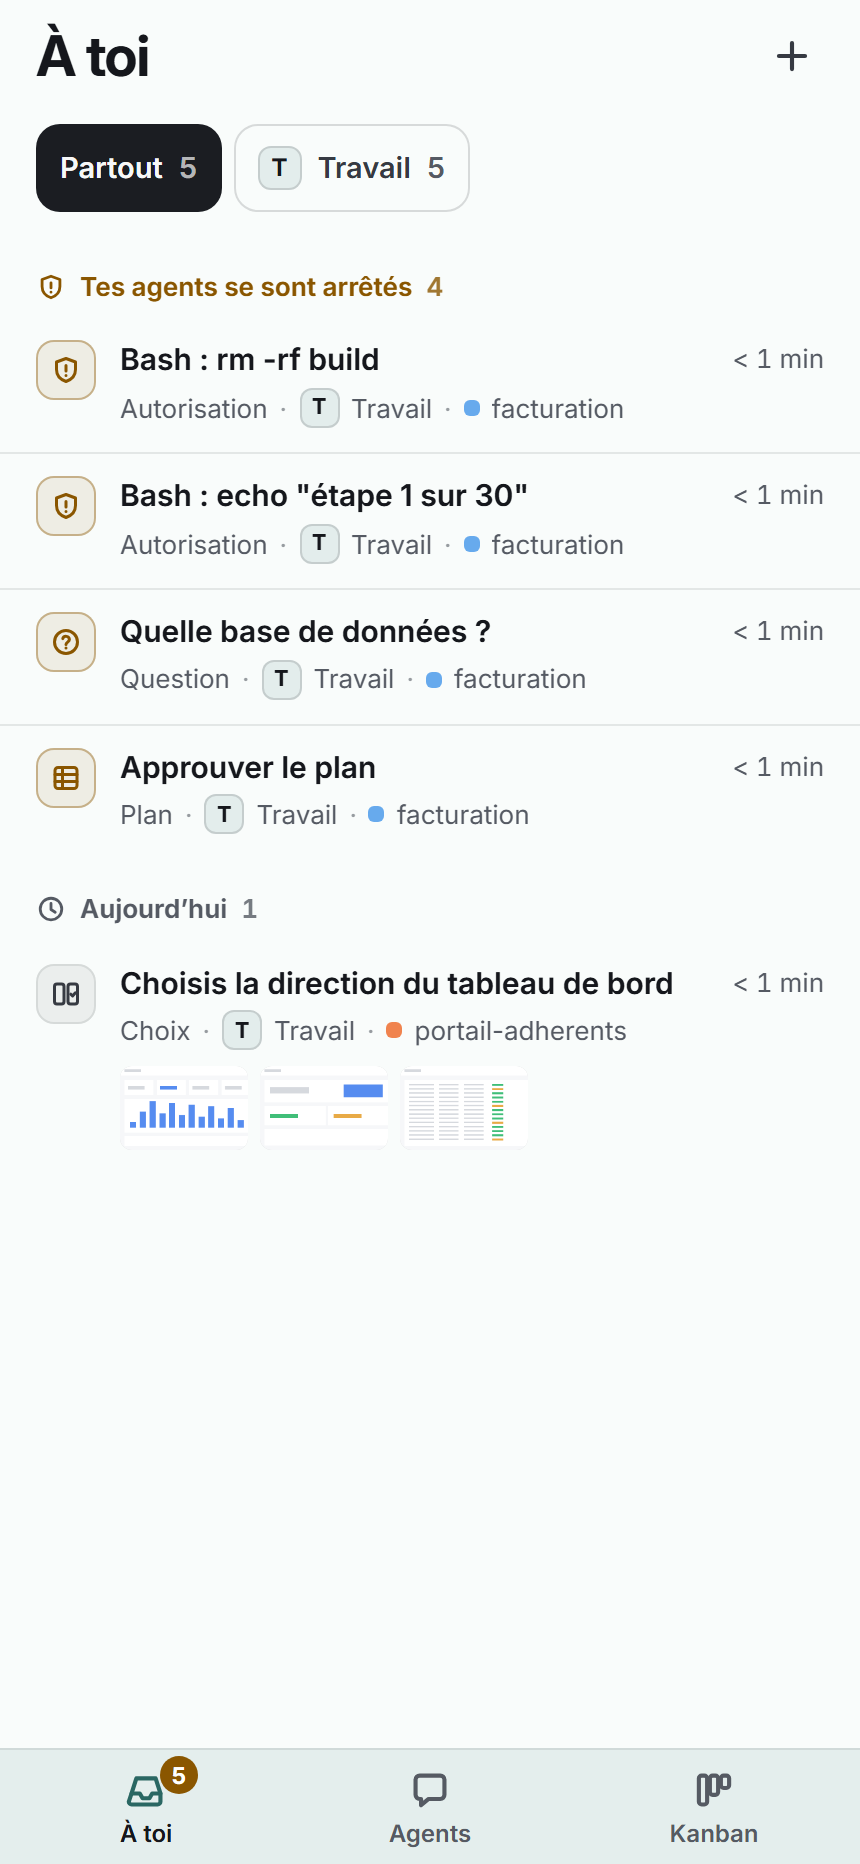 À toi
Partout 5
T Travail 5
Tes agents se sont arrêtés 4
Bash : rm -rf build < 1 min
Autorisation · T Travail · facturation
Bash : echo "étape 1 sur 30" < 1 min
Autorisation · T Travail · facturation
Quelle base de données ? < 1 min
Question · T Travail · facturation
Approuver le plan < 1 min
Plan · T Travail · facturation
Aujourd’hui 1
Choisis la direction du tableau de bord < 1 min
Choix · T Travail · portail-adherents
5
À toi
Agents
Kanban